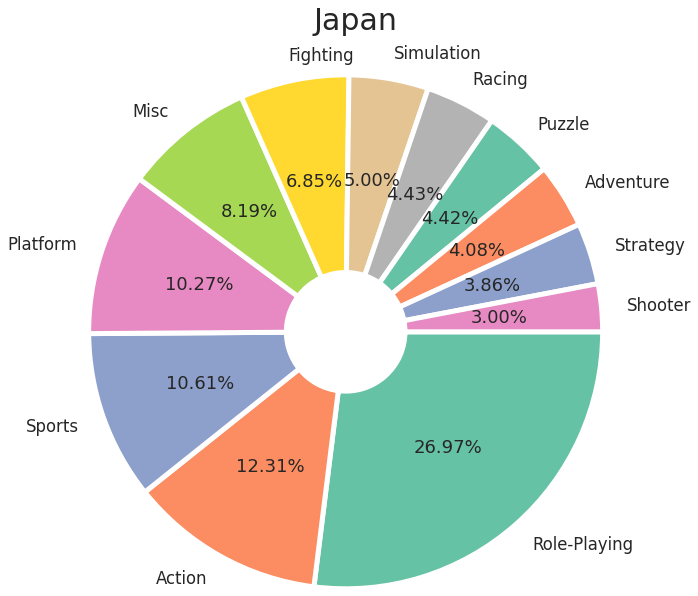 Japan
Simulation
Fighting
Racing
Misc
Puzzle
5.00%
6.85%
Adventure
4.43%
8.19%
4.42%
Platform
Strategy
4.08%
10.27%
3.86%
Shooter
3.00%
10.61%
Sports
26.97%
12.31%
Role-Playing
Action